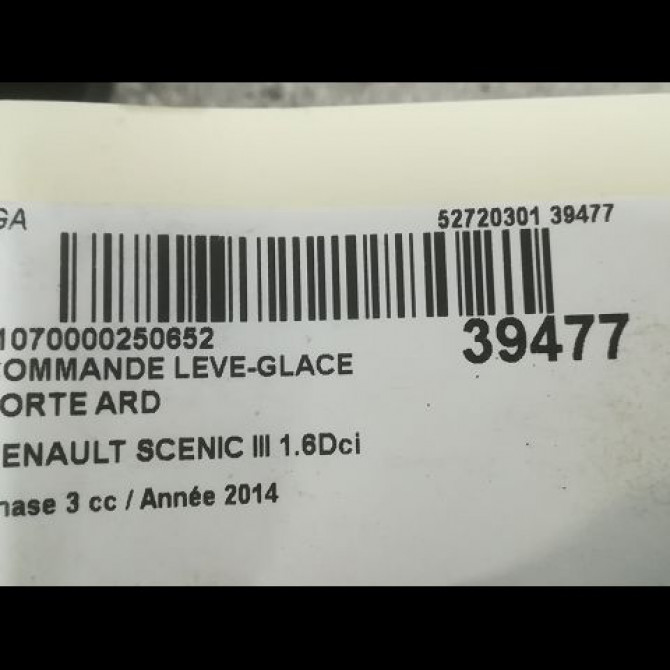 GA
52720301 39477
1070000250652
39477
COMMANDE LEVE-GLACE
ORTE ARD
ENAULT SCENIC III 1.6Dci
hase 3 cc / Année 2014